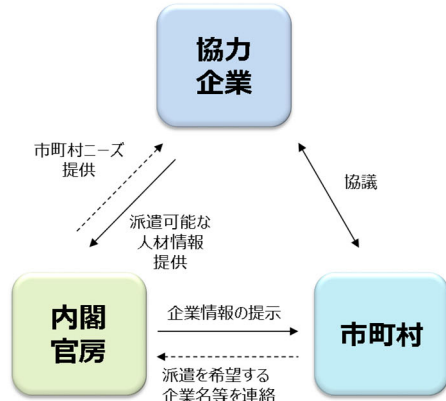 協力
企業
市町村ニーズ
提供
協議
派遣可能な
人材情報
提供
内閣
官房
企業情報の提示
市町村
派遣を希望する
企業名等を連絡